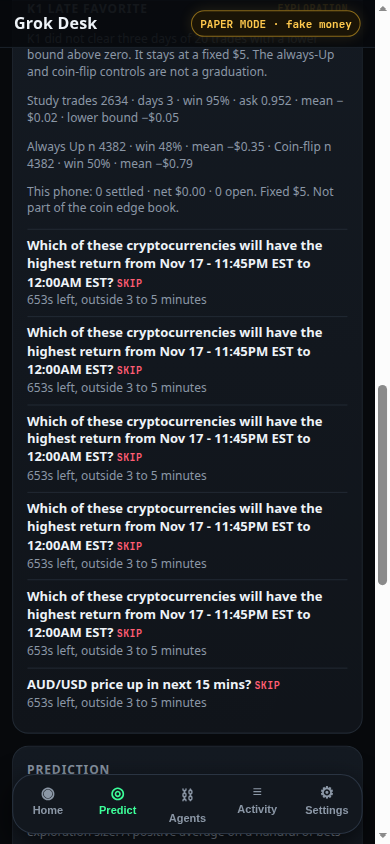 K1 LATE FAVORITE EXPLORATION
Grok Desk
PAPER MODE · fake money
bound above zero. It stays at a fixed $5. The always-Up
and coin-flip controls are not a graduation.
Study trades 2634 · days 3 · win 95% · ask 0.952 · mean −
$0.02 · lower bound −$0.05
Always Up n 4382 · win 48% · mean −$0.35 · Coin-flip n
4382 · win 50% · mean −$0.79
This phone: 0 settled · net $0.00 · 0 open. Fixed $5. Not
part of the coin edge book.
Which of these cryptocurrencies will have the
highest return from Nov 17 - 11:45PM EST to
12:00AM EST? SKIP
653s left, outside 3 to 5 minutes
Which of these cryptocurrencies will have the
highest return from Nov 17 - 11:45PM EST to
12:00AM EST? SKIP
653s left, outside 3 to 5 minutes
Which of these cryptocurrencies will have the
highest return from Nov 17 - 11:45PM EST to
12:00AM EST? SKIP
653s left, outside 3 to 5 minutes
Which of these cryptocurrencies will have the
highest return from Nov 17 - 11:45PM EST to
12:00AM EST? SKIP
653s left, outside 3 to 5 minutes
Which of these cryptocurrencies will have the
highest return from Nov 17 - 11:45PM EST to
12:00AM EST? SKIP
653s left, outside 3 to 5 minutes
AUD/USD price up in next 15 mins? SKIP
653s left, outside 3 to 5 minutes
PREDICTION
Home
Predict
Agents
Activity
Settings